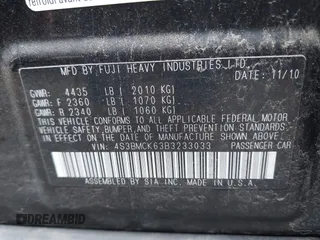 MFD. BY FUJI HEAVY INDUSTRIES LTD.
DATE: 11/10
GVWR: 4435 LB ( 2010 KG)
GAWR: F 2360 LB ( 1070 KG)
GAWR: R 2340 LB ( 1060 KG)
THIS VEHICLE CONFORMS TO ALL APPLICABLE FEDERAL MOTOR
VEHICLE SAFETY, BUMPER, AND THEFT PREVENTION STANDARDS
IN EFFECT ON THE DATE OF MANUFACTURE SHOWN ABOVE.
VIN: 4S3BMCK63B3233033 PASSENGER CAR
ASSEMBLED BY SIA INC. MADE IN U.S.A.
DREAMBID